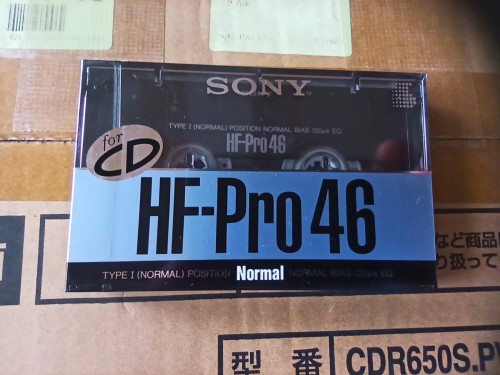 SONY
TYPE I (NORMAL) POSITION NORMAL BIAS 120μs EQ
HF-Pro 46
for CD
HF-Pro 46
TYPE I (NORMAL) POSITION Normal NORMAL BIAS 120μs EQ
など商品
り扱って
型番 CDR650S.P